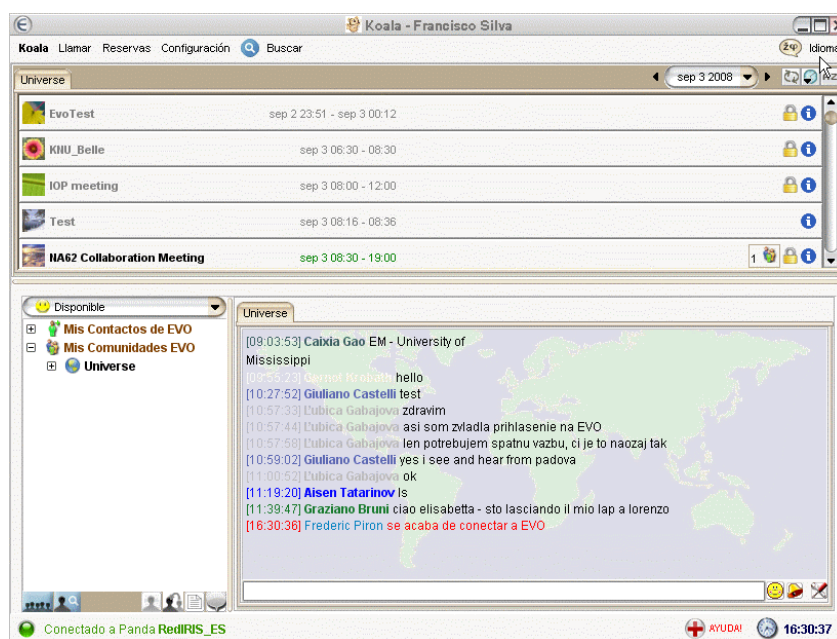 Koala - Francisco Silva
Koala Llamar Reservas Configuración Buscar Idioma
Universe sep 3 2008
EvoTest sep 2 23:51 - sep 3 00:12
KNU_Belle sep 3 06:30 - 08:30
IOP meeting sep 3 08:00 - 12:00
Test sep 3 08:16 - 08:36
NA62 Collaboration Meeting sep 3 08:30 - 19:00 1
Disponible
Mis Contactos de EVO
Mis Comunidades EVO
Universe
Universe
[09:03:53] Caixia Gao EM - University of
Mississippi
[09:55:23] Gernot Krobath hello
[10:27:52] Giuliano Castelli test
[10:57:33] Ľubica Gabajova zdravim
[10:57:44] Ľubica Gabajova asi som zvladla prihlasenie na EVO
[10:57:58] Ľubica Gabajova len potrebujem spatnu vazbu, ci je to naozaj tak
[10:59:02] Giuliano Castelli yes i see and hear from padova
[11:00:52] Ľubica Gabajova ok
[11:19:20] Aisen Tatarinov ls
[11:39:47] Graziano Bruni ciao elisabetta - sto lasciando il mio lap a lorenzo
[16:30:36] Frederic Piron se acaba de conectar a EVO
Conectado a Panda RedIRIS_ES AYUDA! 16:30:37